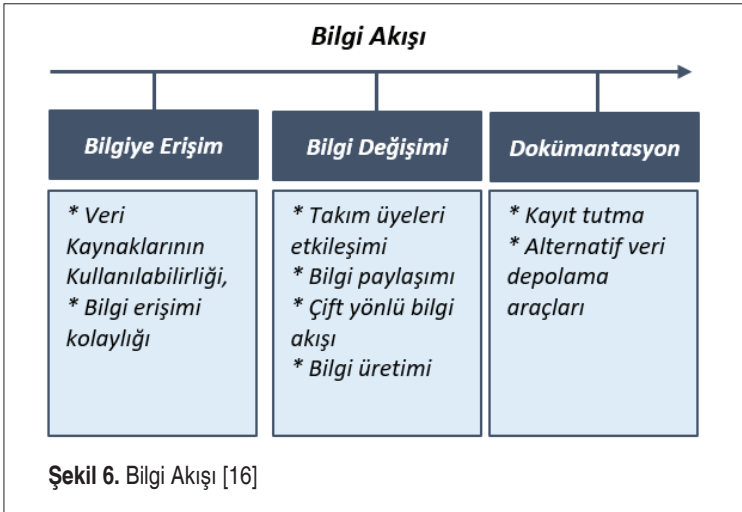 Bilgi Akışı
Bilgiye Erişim
* Veri
Kaynaklarının
Kullanılabilirliği,
* Bilgi erişimi
kolaylığı
Bilgi Değişimi
* Takım üyeleri
etkileşimi
* Bilgi paylaşımı
* Çift yönlü bilgi
akışı
* Bilgi üretimi
Dokümantasyon
* Kayıt tutma
* Alternatif veri
depolama
araçları
Şekil 6. Bilgi Akışı [16]